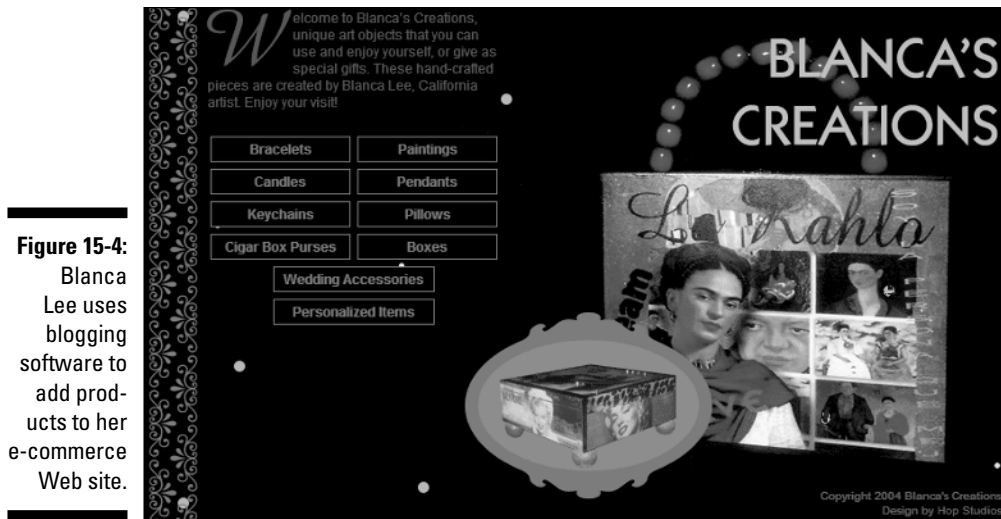 Figure 15-4:
Blanca
Lee uses
blogging
software to
add prod-
ucts to her
e-commerce
Web site.
Welcome to Blanca's Creations,
unique art objects that you can
use and enjoy yourself, or give as
special gifts. These hand-crafted
pieces are created by Blanca Lee, California
artist. Enjoy your visit!
Bracelets
Paintings
Candles
Pendants
Keychains
Pillows
Cigar Box Purses
Boxes
Wedding Accessories
Personalized Items
BLANCA'S
CREATIONS
Kahlo
Copyright 2004 Blanca's Creations
Design by Hop Studios